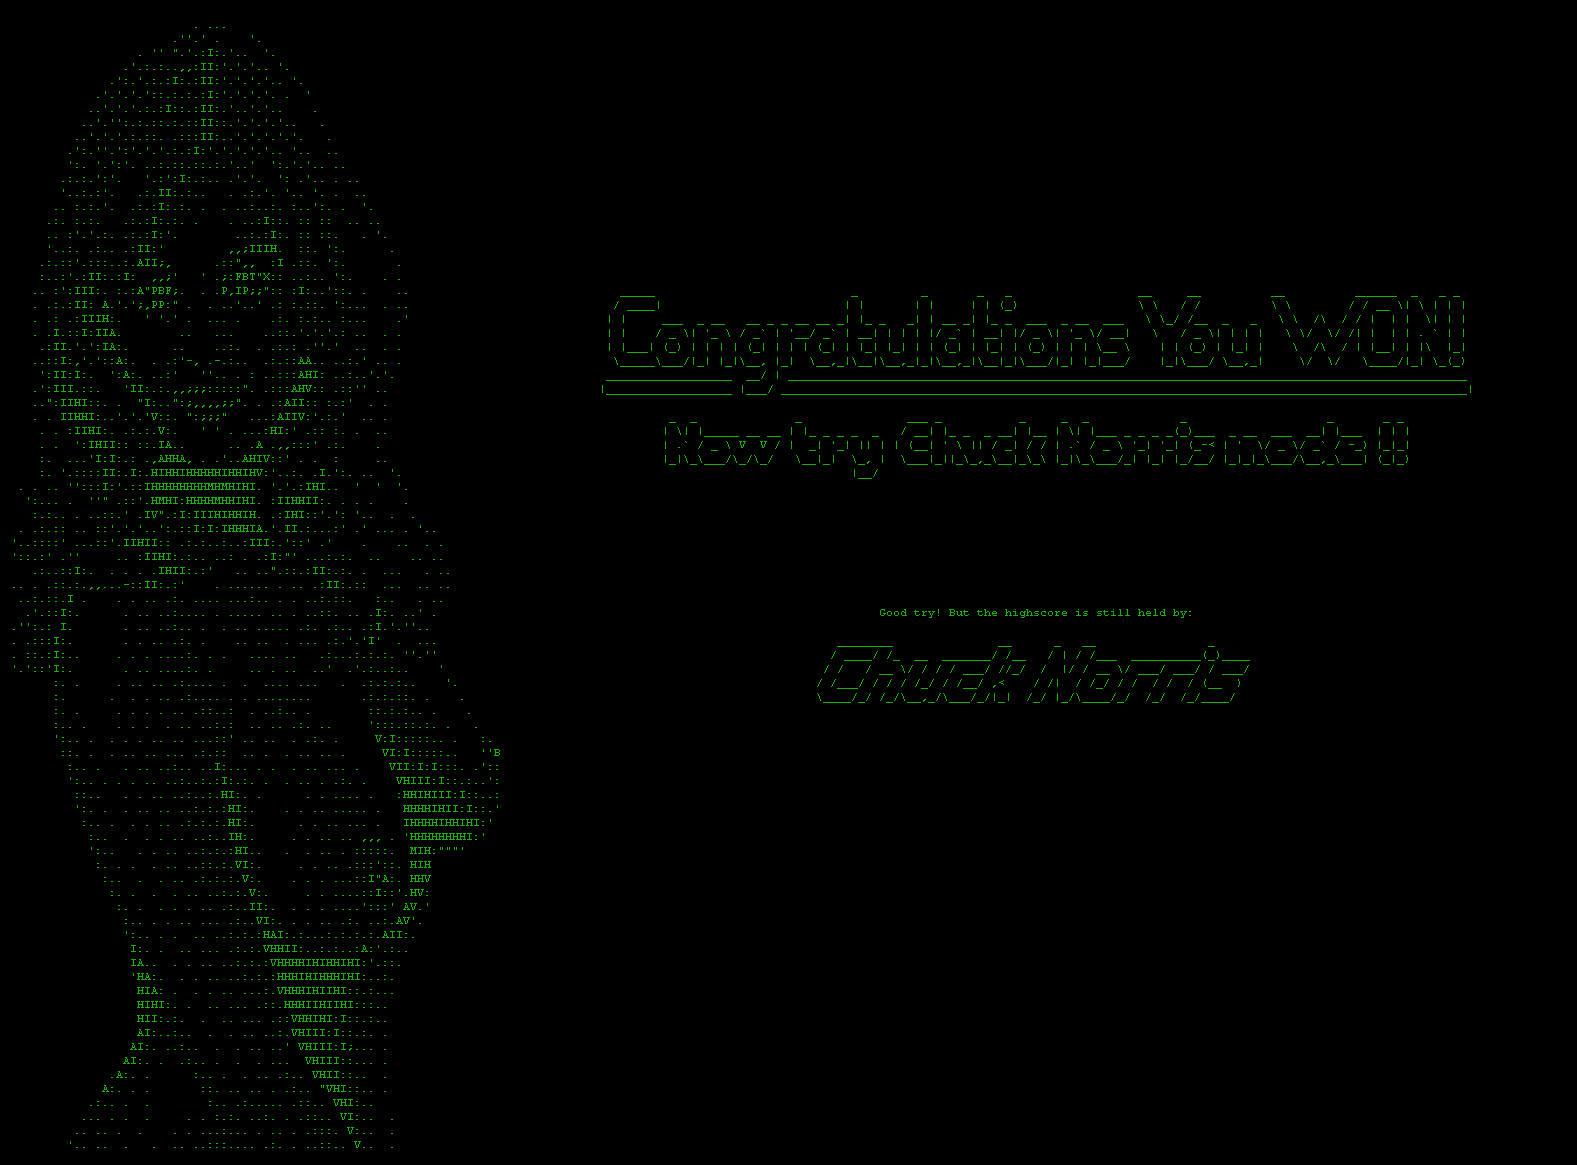 Congratulations You WON!
Now try Chuck Norris mode !!
Good try! But the highscore is still held by:
Chuck Norris